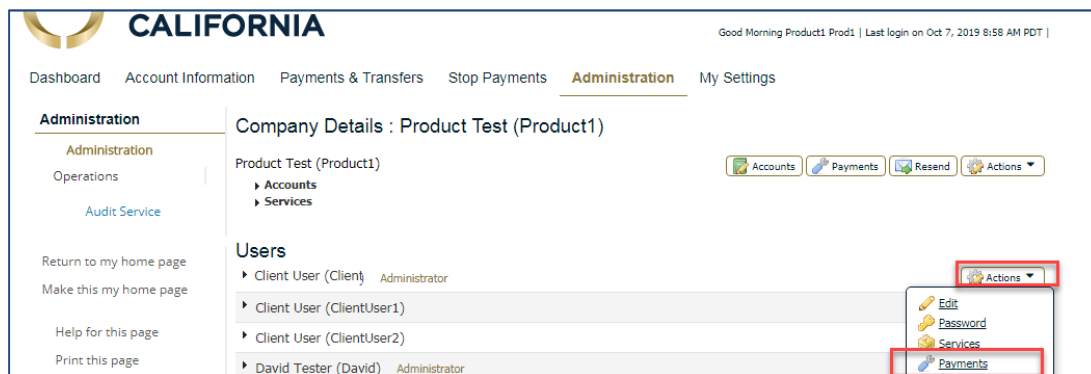 CALIFORNIA
Good Morning Product1 Prod1 | Last login on Oct 7, 2019 8:58 AM PDT |
Dashboard Account Information Payments & Transfers Stop Payments Administration My Settings
Administration
Administration
Operations
Audit Service
Return to my home page
Make this my home page
Help for this page
Print this page
Company Details : Product Test (Product1)
Product Test (Product1)
Accounts Payments Resend Actions
Accounts
Services
Users
Client User (Client) Administrator
Actions
Client User (ClientUser1)
Client User (ClientUser2)
David Tester (David) Administrator
Edit
Password
Services
Payments